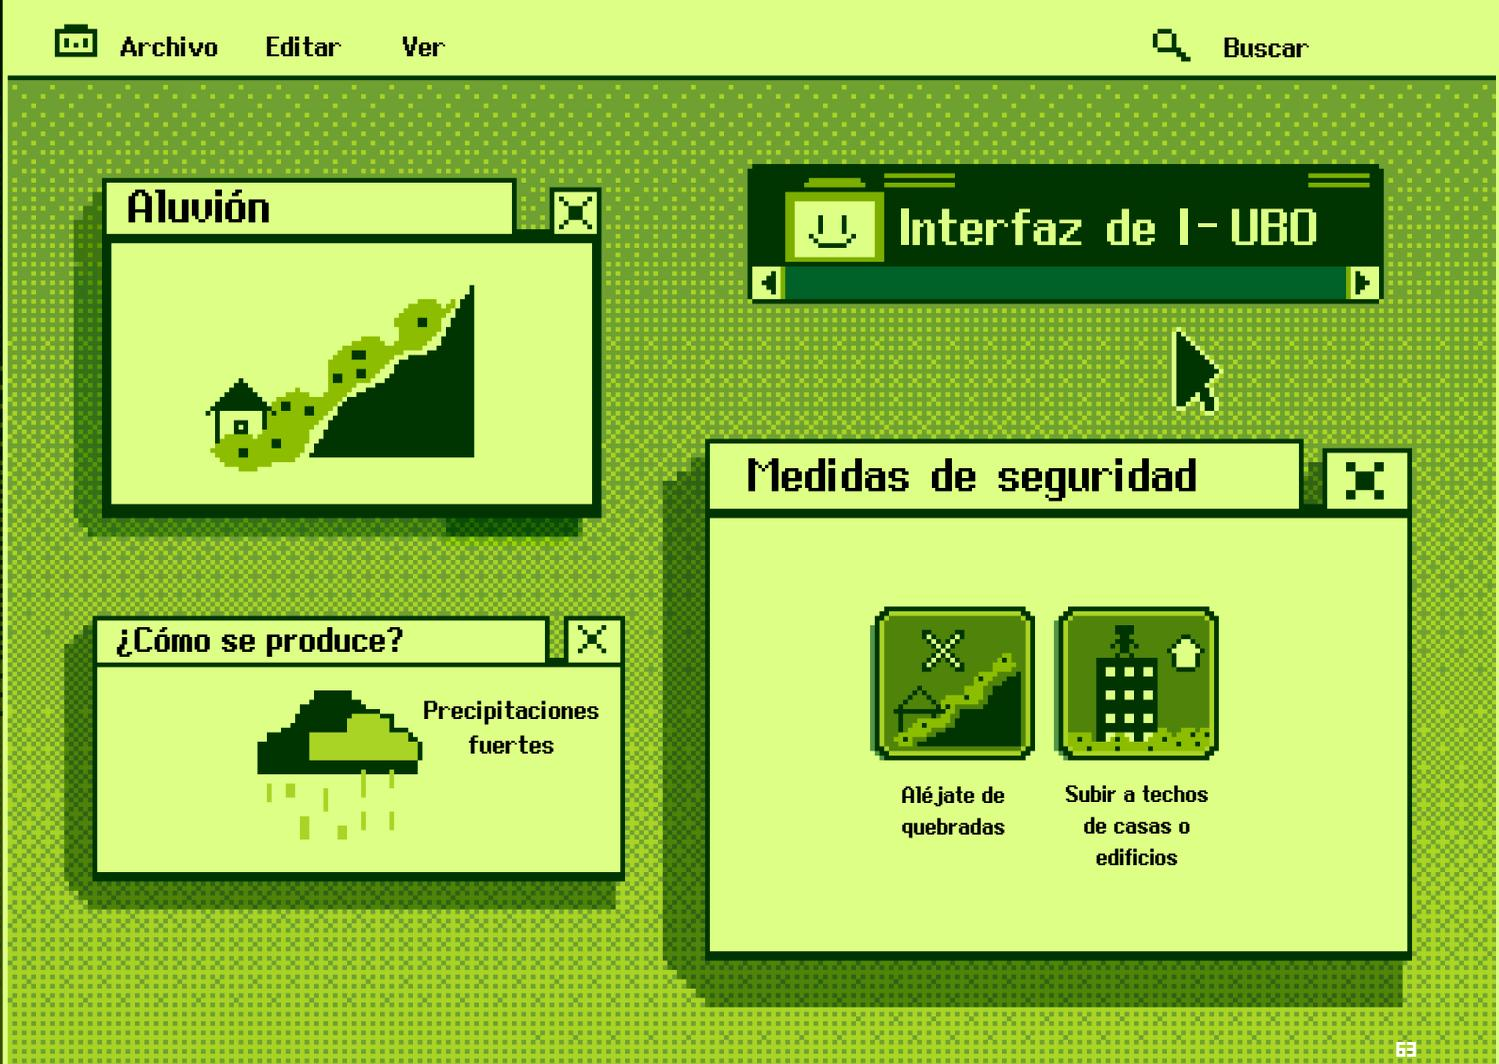 Archivo Editar Ver Buscar
Aluvión
Interfaz de I-UBO
¿Cómo se produce?
Precipitaciones
fuertes
Medidas de seguridad
Aléjate de
quebradas
Subir a techos
de casas o
edificios
63